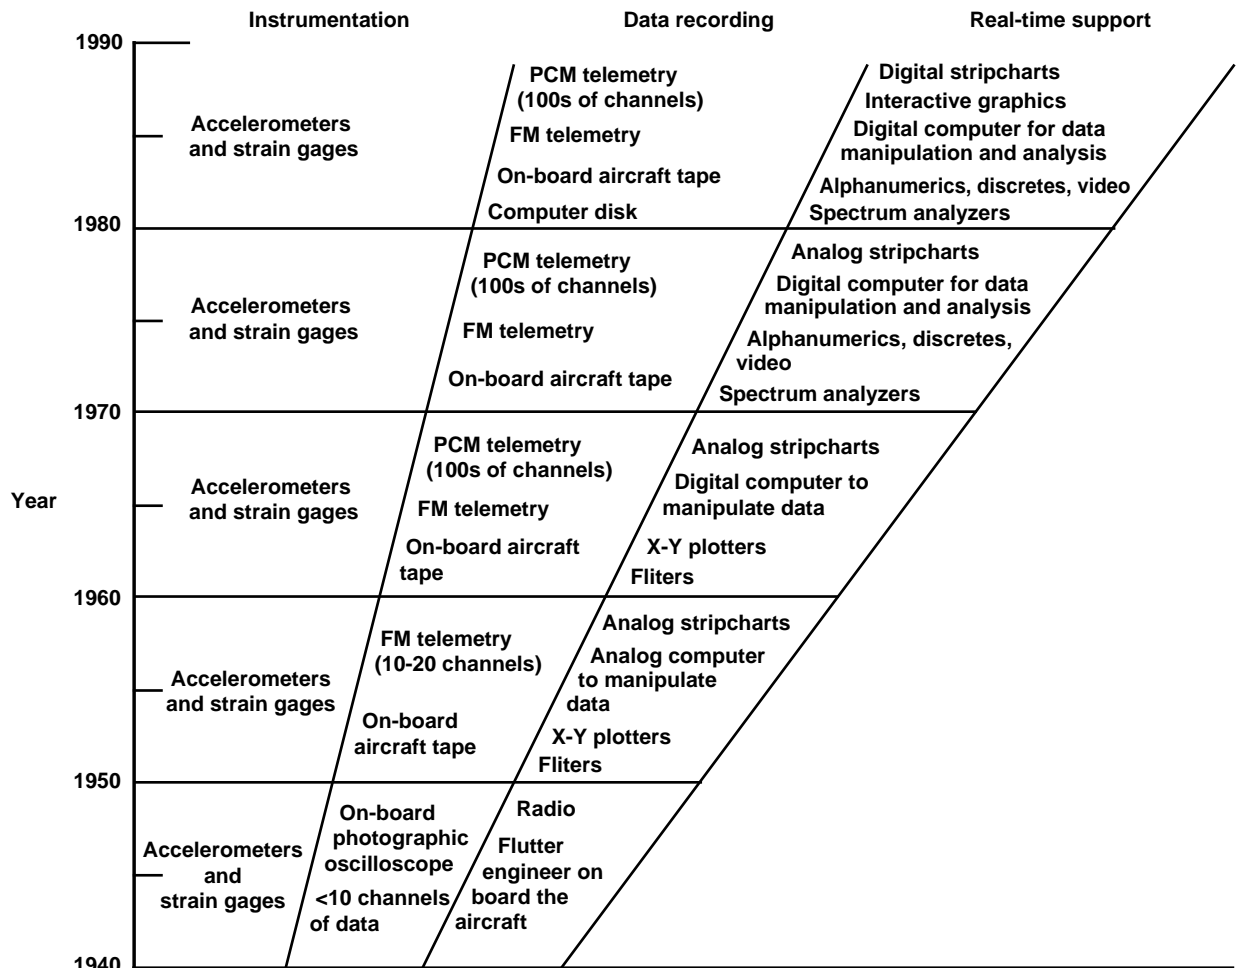 Instrumentation
Data recording
Real-time support
1990
Accelerometers
and strain gages
PCM telemetry
(100s of channels)
FM telemetry
On-board aircraft tape
Computer disk
Digital stripcharts
Interactive graphics
Digital computer for data
manipulation and analysis
Alphanumerics, discretes, video
Spectrum analyzers
1980
Accelerometers
and strain gages
PCM telemetry
(100s of channels)
FM telemetry
On-board aircraft tape
Analog stripcharts
Digital computer for data
manipulation and analysis
Alphanumerics, discretes,
video
Spectrum analyzers
1970
Year
Accelerometers
and strain gages
PCM telemetry
(100s of channels)
FM telemetry
On-board aircraft
tape
Analog stripcharts
Digital computer to
manipulate data
X-Y plotters
Fliters
1960
Accelerometers
and strain gages
FM telemetry
(10-20 channels)
On-board
aircraft tape
Analog stripcharts
Analog computer
to manipulate
data
X-Y plotters
Fliters
1950
Accelerometers
and
strain gages
On-board
photographic
oscilloscope
<10 channels
of data
Radio
Flutter
engineer on
board the
aircraft
1940